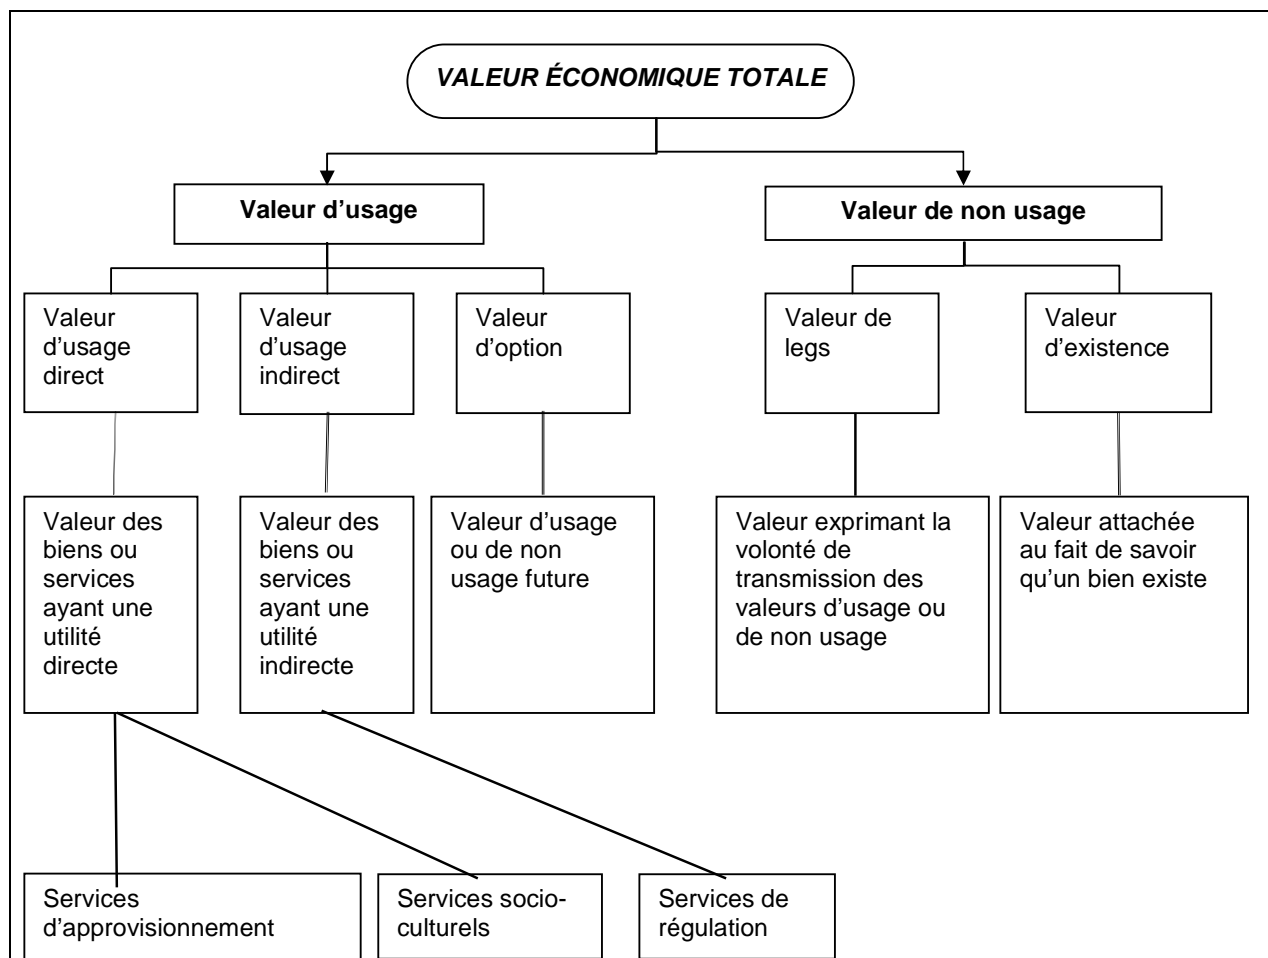 VALEUR ÉCONOMIQUE TOTALE
Valeur d’usage
Valeur de non usage
Valeur
d’usage
direct
Valeur
d’usage
indirect
Valeur
d’option
Valeur de
legs
Valeur
d’existence
Valeur des
biens ou
services
ayant une
utilité
directe
Valeur des
biens ou
services
ayant une
utilité
indirecte
Valeur d’usage
ou de non
usage future
Valeur exprimant la
volonté de
transmission des
valeurs d’usage ou
de non usage
Valeur attachée
au fait de savoir
qu’un bien existe
Services
d’approvisionnement
Services socio-
culturels
Services de
régulation